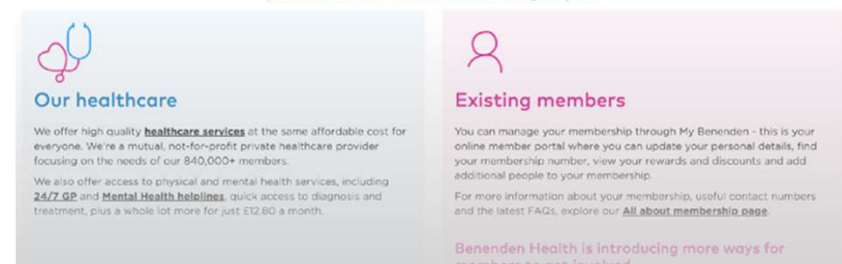 Our healthcare
We offer high quality healthcare services at the same affordable cost for
everyone. We're a mutual, not-for-profit private healthcare provider
focusing on the needs of our 840,000+ members.
We also offer access to physical and mental health services, including
24/7 GP and Mental Health helplines, quick access to diagnosis and
treatment, plus a whole lot more for just £12.80 a month.
Existing members
You can manage your membership through My Benenden - this is your
online member portal where you can update your personal details, find
your membership number, view your rewards and discounts and add
additional people to your membership.
For more information about your membership, useful contact numbers
and the latest FAQs, explore our All about membership page.
Benenden Health is introducing more ways for
members to get involved